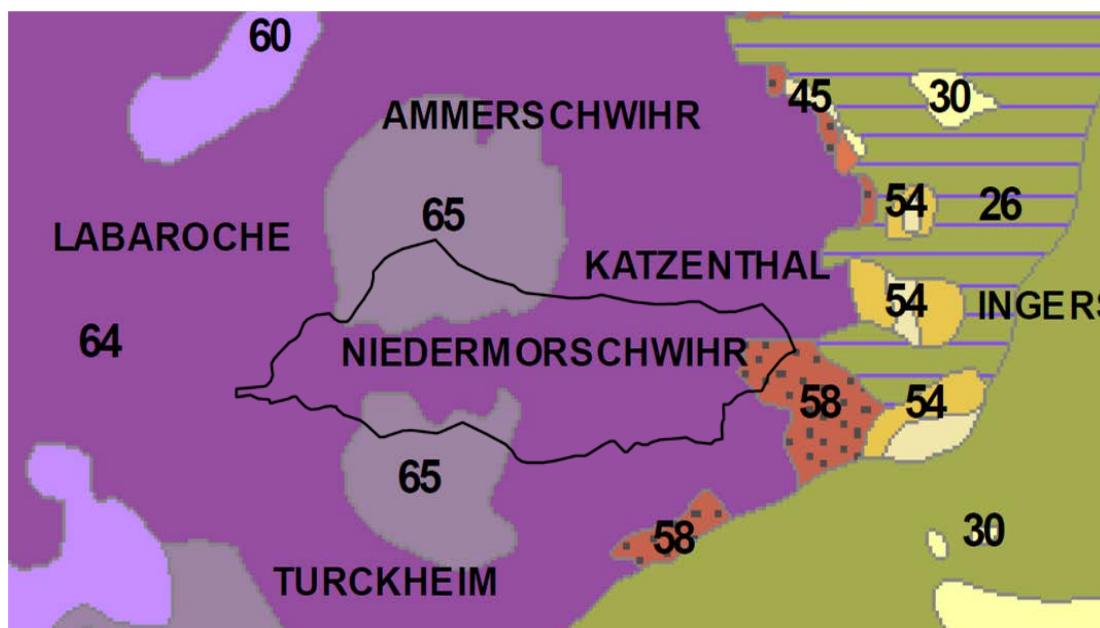 60
45
30
AMMERSCHWIHR
65
54
26
LABAROCHE
KATZENTHAL
54
INGERS
64
NIEDERMORSCHWIHR
58
54
65
58
30
TURCKHEIM